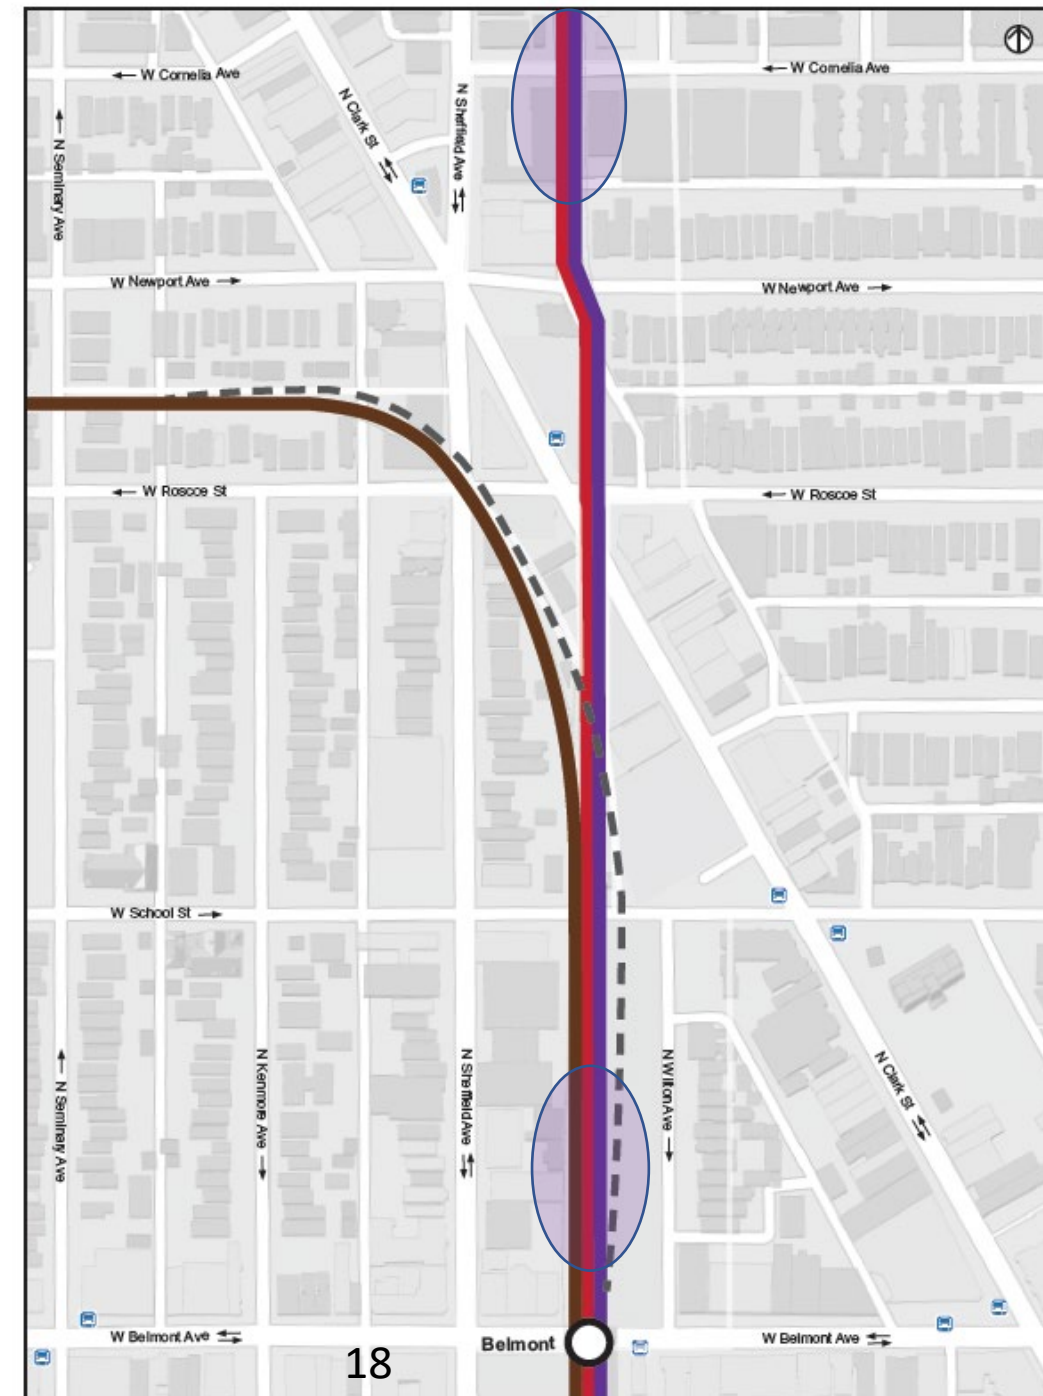 ← W Cornelia Ave
← W Cornelia Ave
N Clark St
N Sheffield Ave
← N Seminary Ave
W Newport Ave →
W Newport Ave →
← W Roscoe St
← W Roscoe St
W School St →
← N Seminary Ave
N Kenmore Ave →
N Sheffield Ave
N Wilton Ave →
N Clark St
W Belmont Ave
Belmont
W Belmont Ave
18